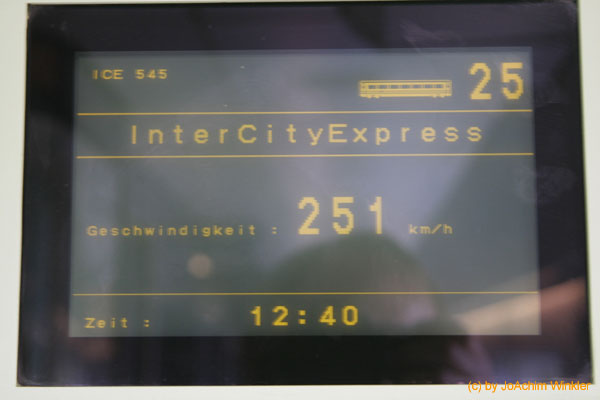 ICE 545
25
InterCityExpress
Geschwindigkeit : 251 km/h
Zeit : 12:40
(c) by JoAchim Winkler